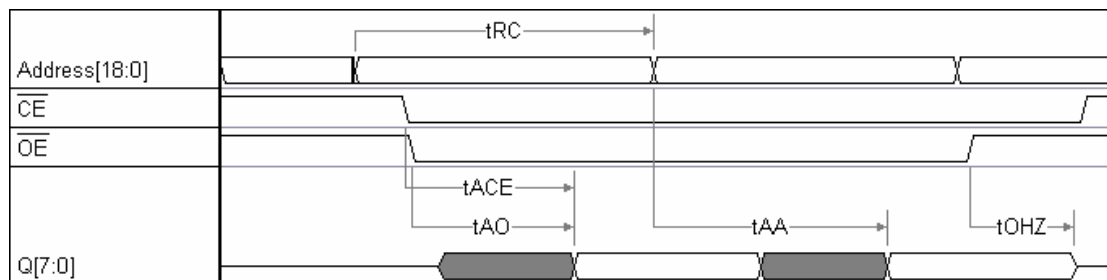 tRC
Address[18:0]
CE
OE
tACE
tAO
tAA
tOHZ
Q[7:0]